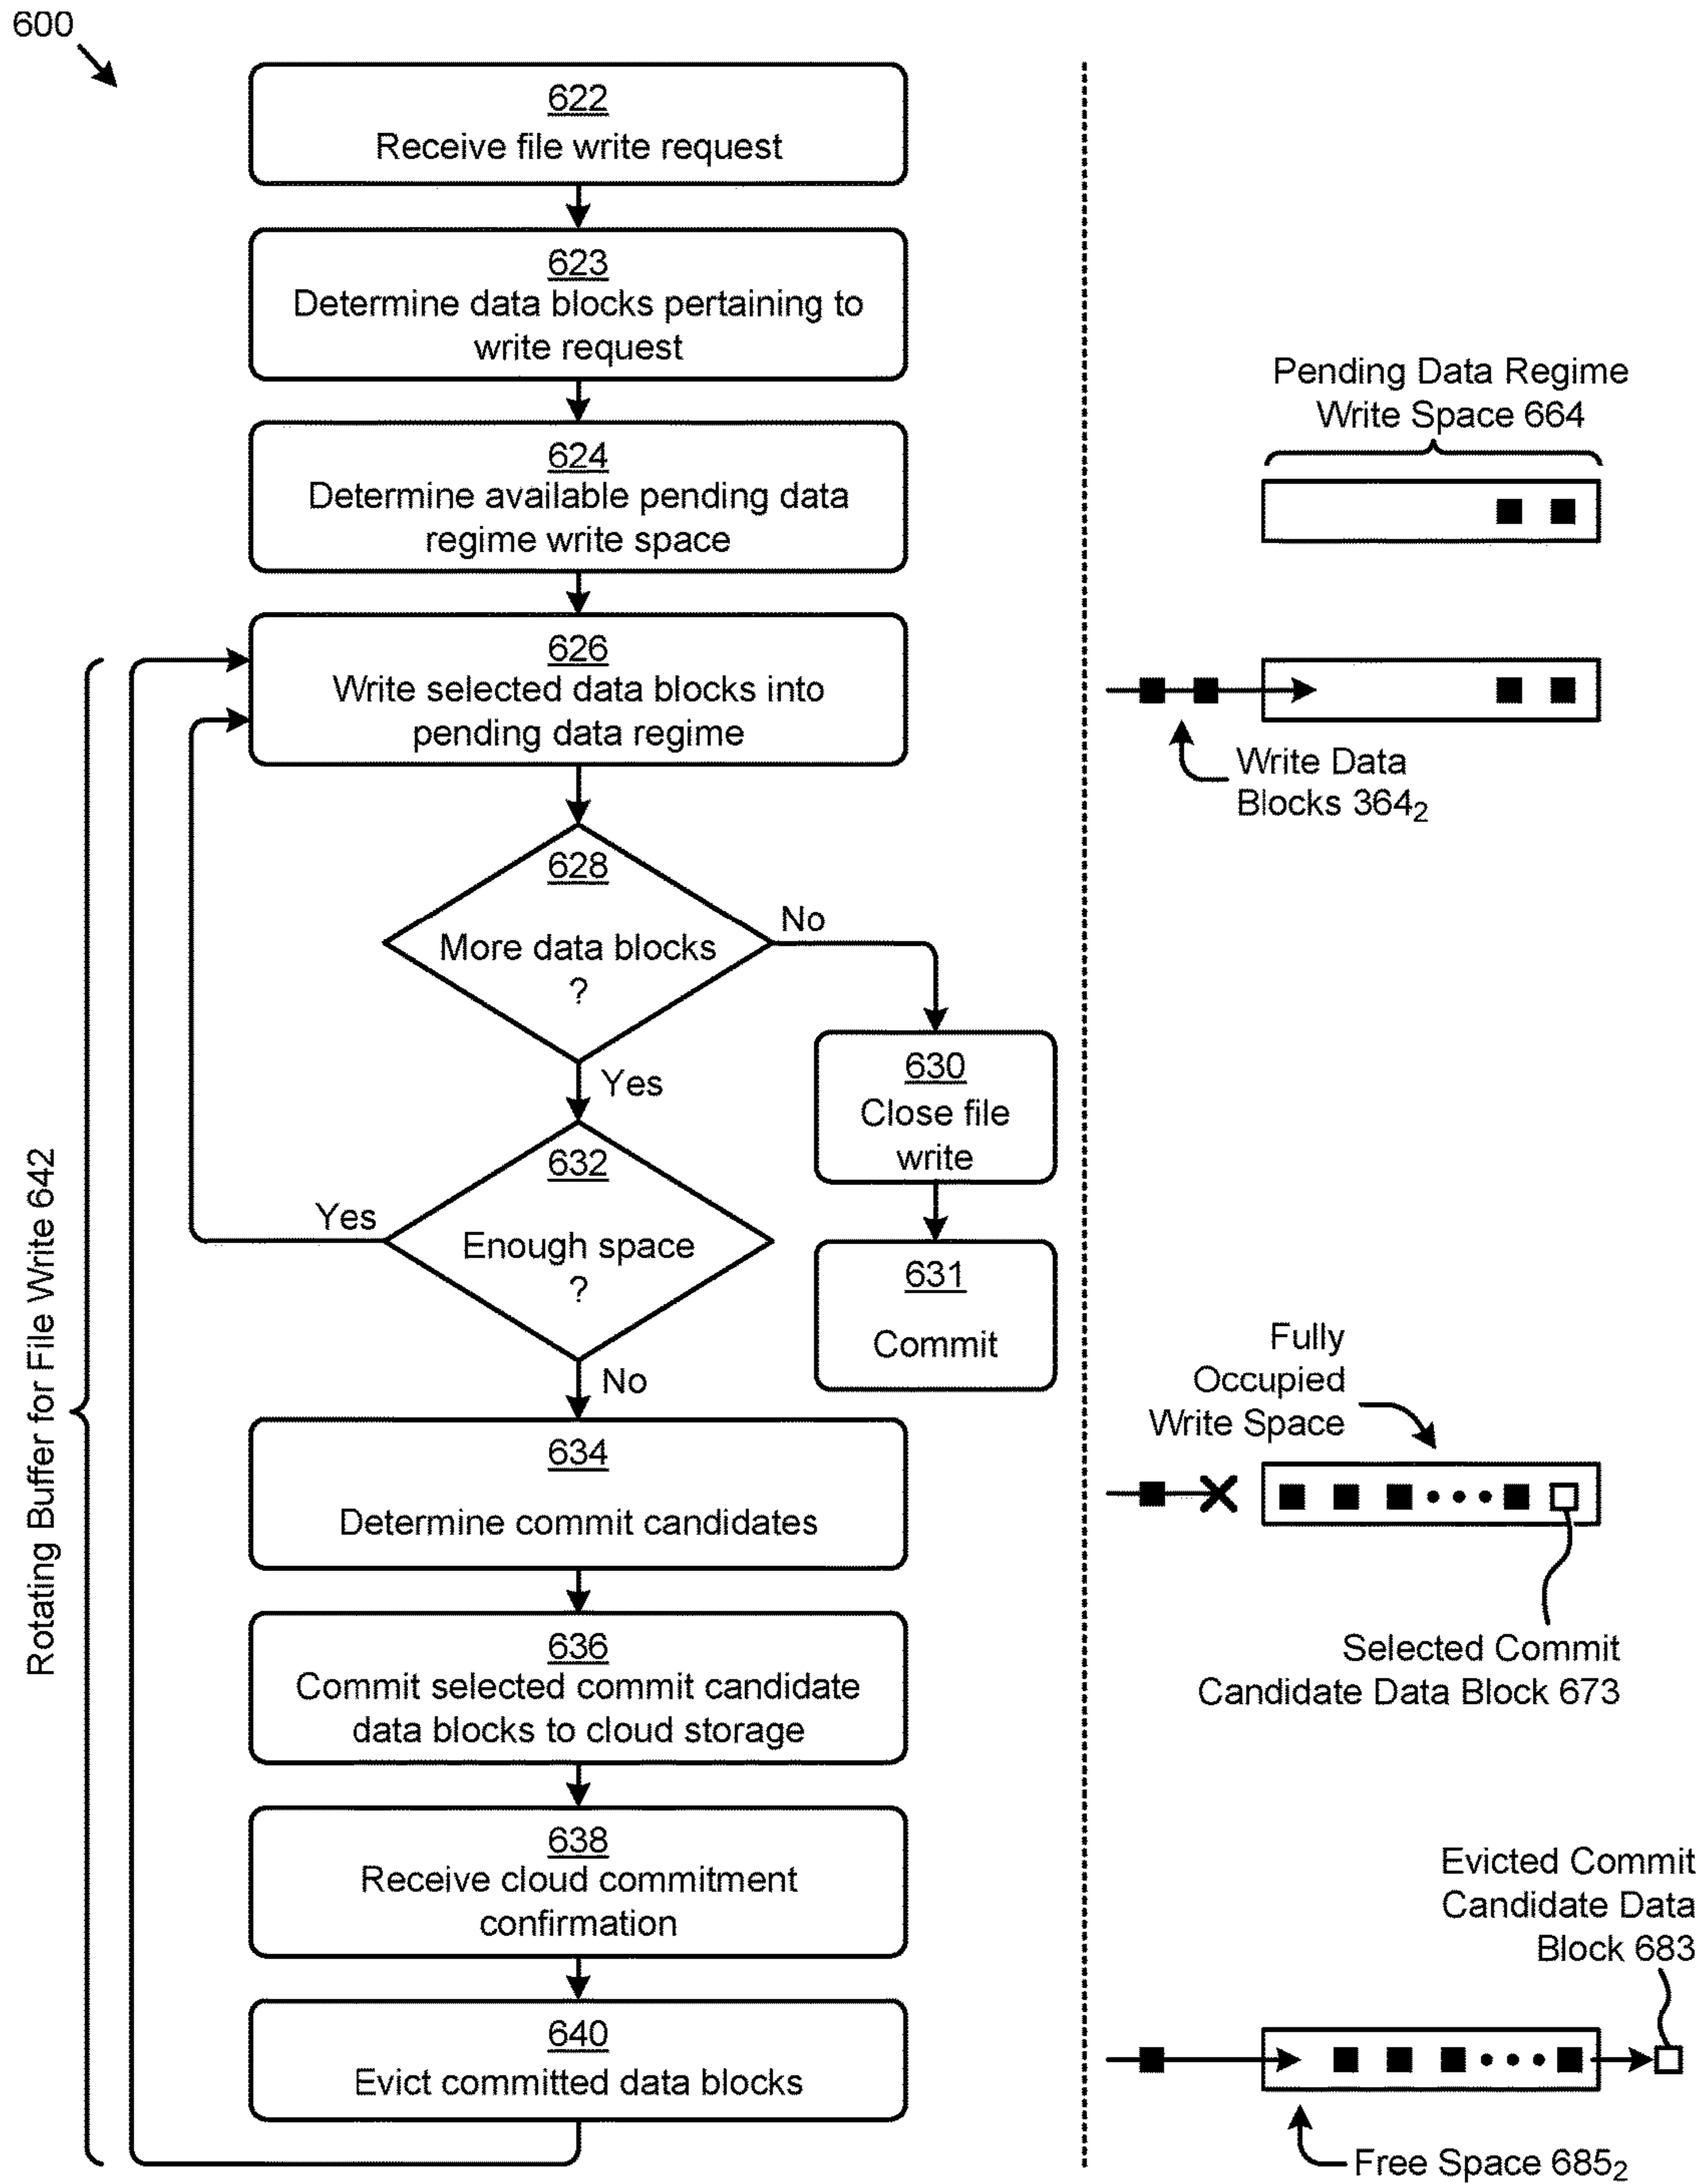 600
622
Receive file write request
623
Determine data blocks pertaining to
write request
624
Determine available pending data
regime write space
Pending Data Regime
Write Space 664
626
Write selected data blocks into
pending data regime
Write Data
Blocks 364₂
628
More data blocks
?
No
Yes
630
Close file
write
631
Commit
632
Enough space
?
Yes
No
Rotating Buffer for File Write 642
634
Determine commit candidates
Fully
Occupied
Write Space
Selected Commit
Candidate Data Block 673
636
Commit selected commit candidate
data blocks to cloud storage
638
Receive cloud commitment
confirmation
640
Evict committed data blocks
Evicted Commit
Candidate Data
Block 683
Free Space 685₂